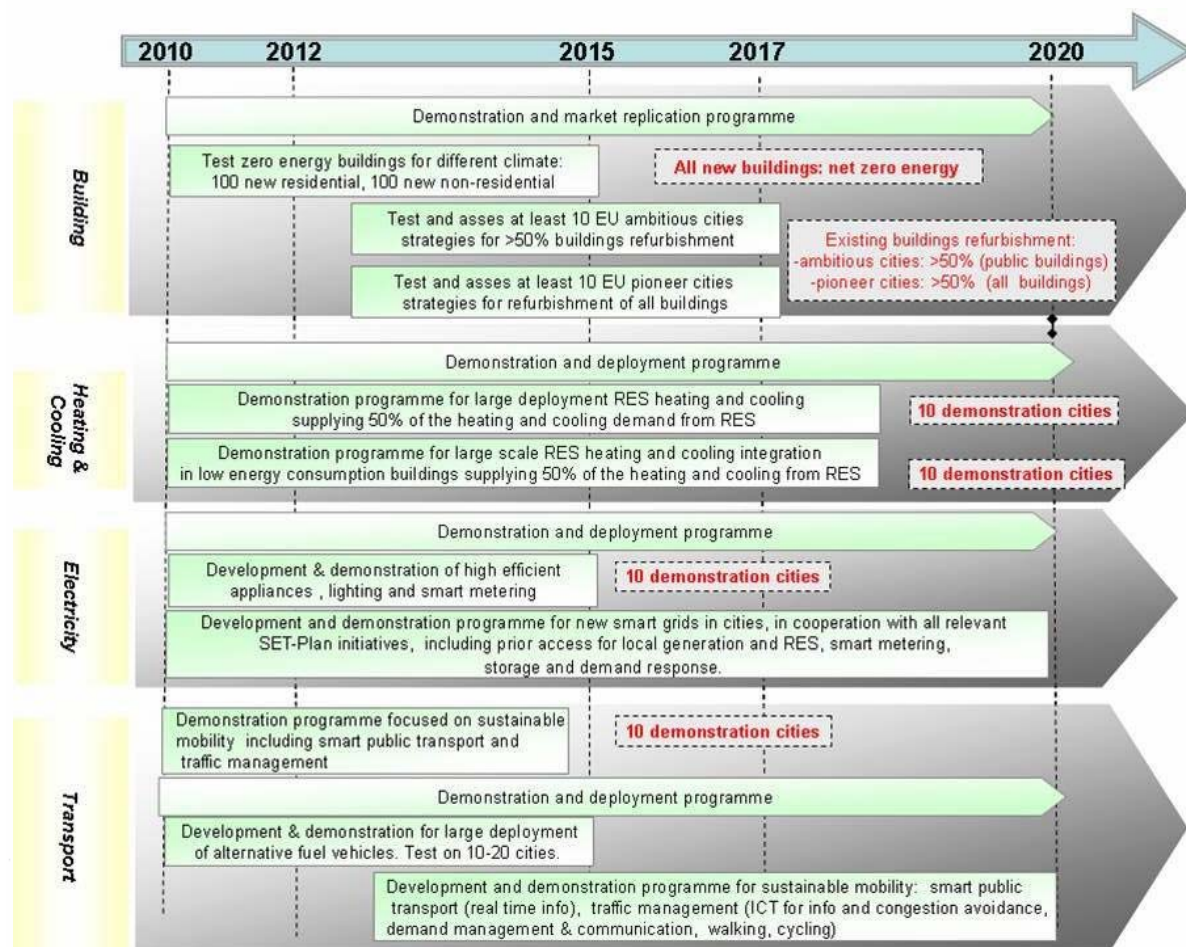 2010 2012 2015 2017 2020
Building
Demonstration and market replication programme
Test zero energy buildings for different climate:
100 new residential, 100 new non-residential
All new buildings: net zero energy
Test and asses at least 10 EU ambitious cities
strategies for >50% buildings refurbishment
Existing buildings refurbishment:
-ambitious cities: >50% (public buildings)
-pioneer cities: >50% (all buildings)
Test and asses at least 10 EU pioneer cities
strategies for refurbishment of all buildings
Heating &
Cooling
Demonstration and deployment programme
Demonstration programme for large deployment RES heating and cooling
supplying 50% of the heating and cooling demand from RES
10 demonstration cities
Demonstration programme for large scale RES heating and cooling integration
in low energy consumption buildings supplying 50% of the heating and cooling from RES
10 demonstration cities
Electricity
Demonstration and deployment programme
Development & demonstration of high efficient
appliances , lighting and smart metering
10 demonstration cities
Development and demonstration programme for new smart grids in cities, in cooperation with all relevant
SET-Plan initiatives, including prior access for local generation and RES, smart metering,
storage and demand response.
Transport
Demonstration programme focused on sustainable
mobility including smart public transport and
traffic management
10 demonstration cities
Demonstration and deployment programme
Development & demonstration for large deployment
of alternative fuel vehicles. Test on 10-20 cities.
Development and demonstration programme for sustainable mobility: smart public
transport (real time info), traffic management (ICT for info and congestion avoidance,
demand management & communication, walking, cycling)